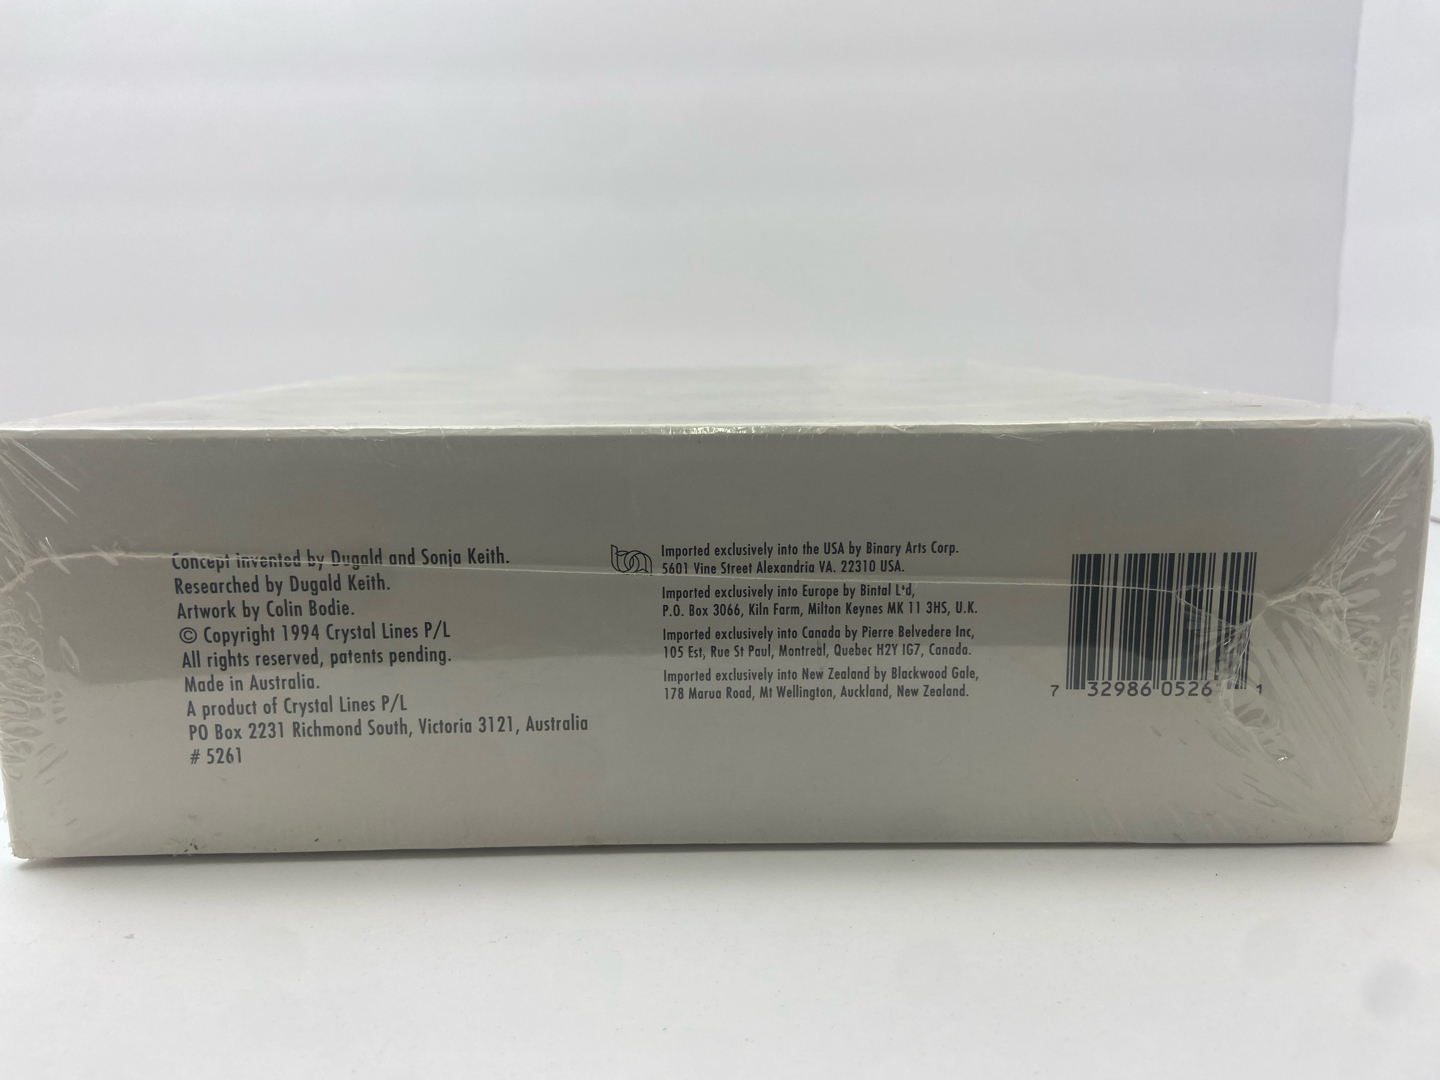 Concept invented by Dugald and Sonja Keith.
Researched by Dugald Keith.
Artwork by Colin Bodie.
© Copyright 1994 Crystal Lines P/L
All rights reserved, patents pending.
Made in Australia.
A product of Crystal Lines P/L
PO Box 2231 Richmond South, Victoria 3121, Australia
# 5261
ba
Imported exclusively into the USA by Binary Arts Corp.
5601 Vine Street Alexandria VA. 22310 USA.
Imported exclusively into Europe by Bintal Ltd,
P.O. Box 3066, Kiln Farm, Milton Keynes MK 11 3HS, U.K.
Imported exclusively into Canada by Pierre Belvedere Inc,
105 Est, Rue St Paul, Montreal, Quebec H2Y IG7, Canada.
Imported exclusively into New Zealand by Blackwood Gale,
178 Marua Road, Mt Wellington, Auckland, New Zealand.
7 32986 0526 1